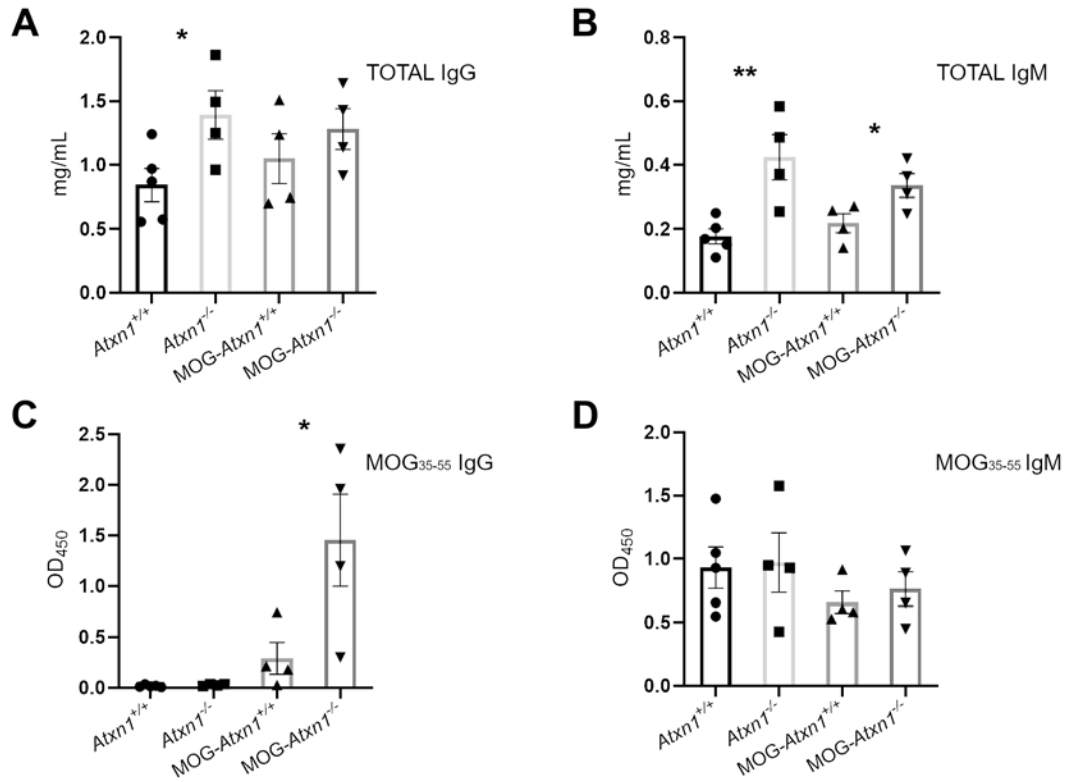 A
*
TOTAL IgG
mg/mL
2.0
1.5
1.0
0.5
0.0
Atxn1+/+
Atxn1-/-
MOG-Atxn1+/+
MOG-Atxn1-/-
B
**
*
TOTAL IgM
mg/mL
0.8
0.6
0.4
0.2
0.0
Atxn1+/+
Atxn1-/-
MOG-Atxn1+/+
MOG-Atxn1-/-
C
*
MOG35-55 IgG
OD450
2.5
2.0
1.5
1.0
0.5
0.0
Atxn1+/+
Atxn1-/-
MOG-Atxn1+/+
MOG-Atxn1-/-
D
MOG35-55 IgM
OD450
2.0
1.5
1.0
0.5
0.0
Atxn1+/+
Atxn1-/-
MOG-Atxn1+/+
MOG-Atxn1-/-